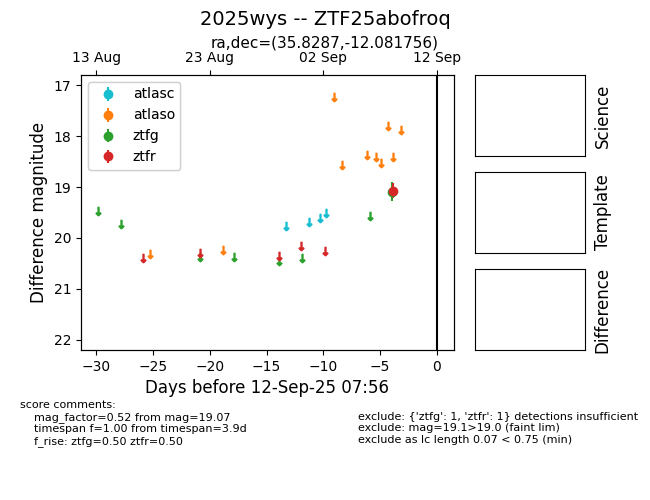 2025wys -- ZTF25abofroq
ra,dec=(35.8287,-12.081756)
13 Aug 23 Aug 02 Sep 12 Sep
17
18
19
20
21
22
Difference magnitude
atlasc
atlaso
ztfg
ztfr
−30 −25 −20 −15 −10 −5 0
Days before 12-Sep-25 07:56
Science
Template
Difference
score comments:
mag_factor=0.52 from mag=19.07
timespan f=1.00 from timespan=3.9d
f_rise: ztfg=0.50 ztfr=0.50
exclude: {'ztfg': 1, 'ztfr': 1} detections insufficient
exclude: mag=19.1>19.0 (faint lim)
exclude as lc length 0.07 < 0.75 (min)